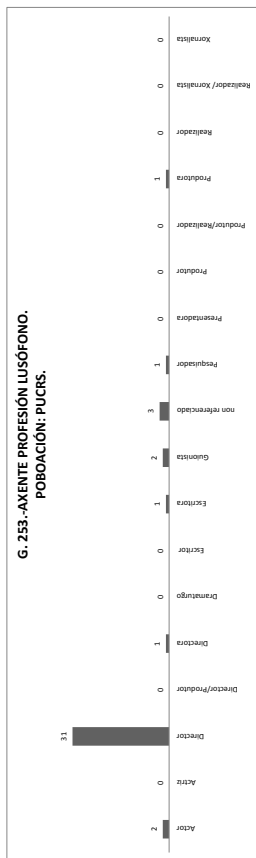 G. 253.-AXENTE PROFESIÓN LUSÓFONO.
POBOACIÓN: PUCRS.
2
0
31
0
1
0
0
1
2
3
1
0
0
0
1
0
0
0
Actor
Actriz
Director
Director/Produtor
Directora
Dramaturgo
Escritor
Escritora
Guionista
non referenciado
Pesquisador
Presentadora
Produtor
Produtor/Realizador
Produtora
Realizador
Realizador/ Xornalista
Xornalista